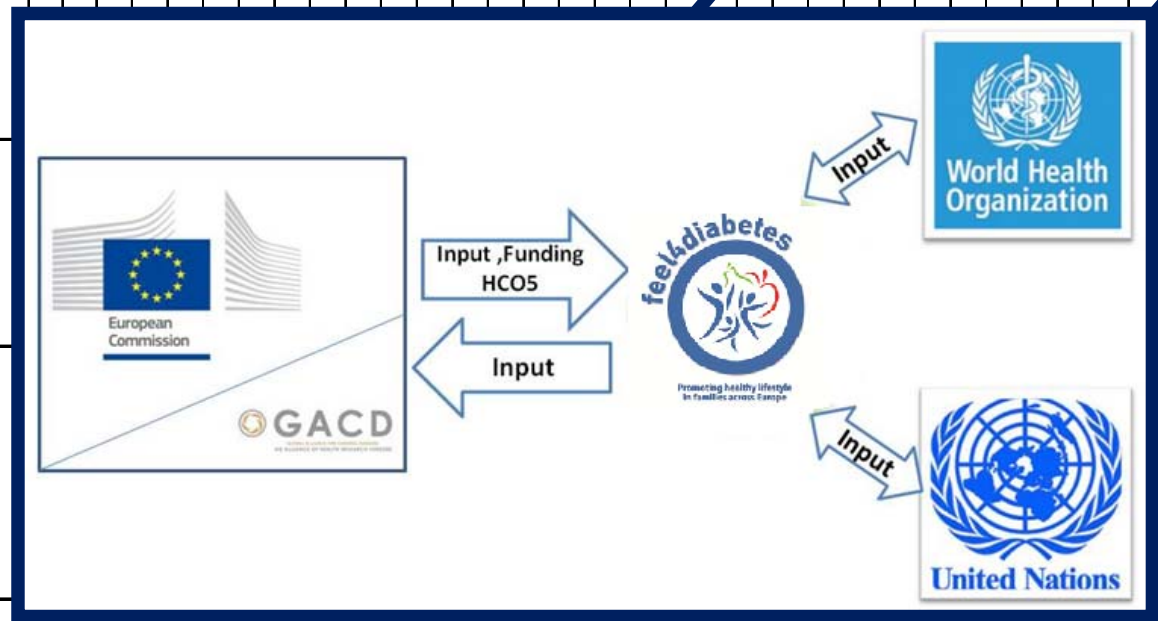 European
Commission
GACD
Input ,Funding
HCO5
Input
feel4diabetes
Promoting healthy lifestyle
in families across Europe
Input
World Health
Organization
Input
United Nations